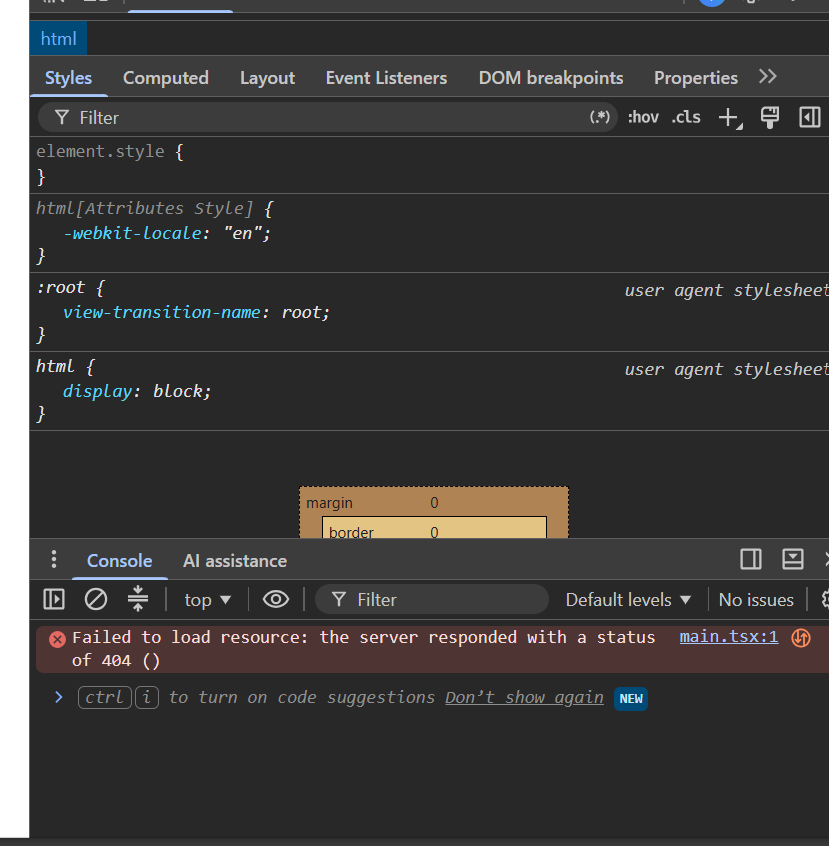 html
Styles Computed Layout Event Listeners DOM breakpoints Properties
Filter (.*) :hov .cls
element.style {
}
html[Attributes Style] {
-webkit-locale: "en";
}
:root { user agent stylesheet
view-transition-name: root;
}
html { user agent stylesheet
display: block;
}
margin 0
border 0
Console AI assistance
top Filter Default levels No issues
Failed to load resource: the server responded with a status main.tsx:1
of 404 ()
ctrl i to turn on code suggestions Don’t show again NEW